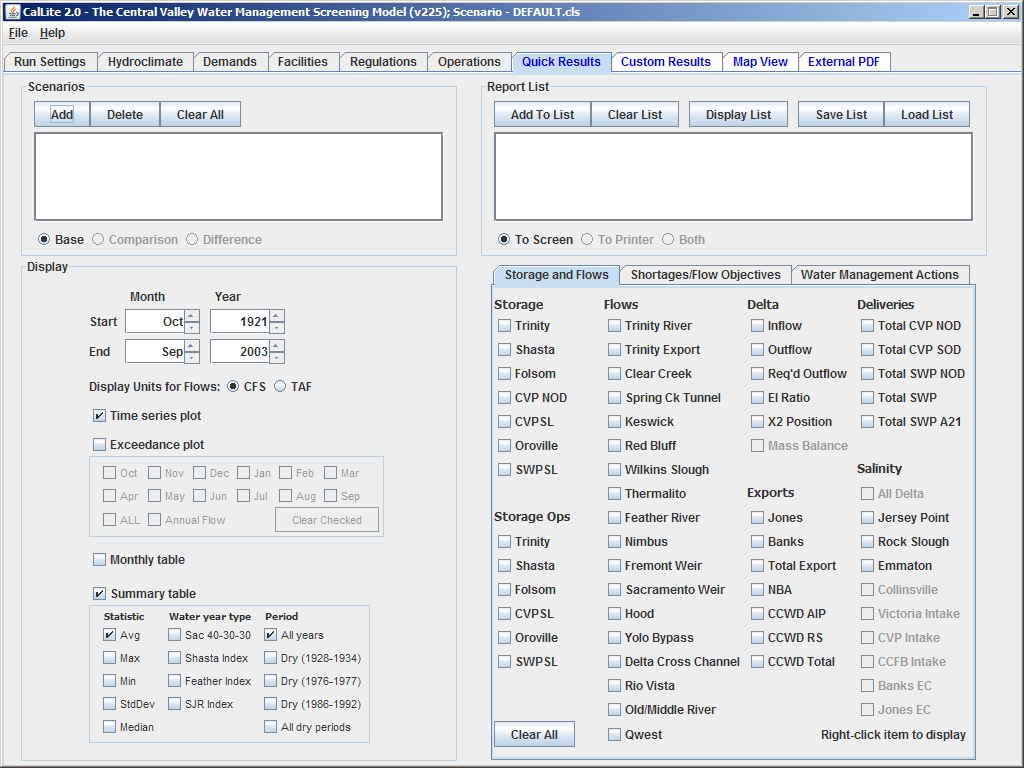 CalLite 2.0 - The Central Valley Water Management Screening Model (v225); Scenario - DEFAULT.cls
File Help
Run Settings Hydroclimate Demands Facilities Regulations Operations Quick Results Custom Results Map View External PDF
Scenarios
Add Delete Clear All
Base Comparison Difference
Report List
Add To List Clear List Display List Save List Load List
To Screen To Printer Both
Display
Month Year
Start Oct 1921
End Sep 2003
Display Units for Flows: CFS TAF
Time series plot
Exceedance plot
Oct Nov Dec Jan Feb Mar
Apr May Jun Jul Aug Sep
ALL Annual Flow Clear Checked
Monthly table
Summary table
Statistic Water year type Period
Avg Sac 40-30-30 All years
Max Shasta Index Dry (1928-1934)
Min Feather Index Dry (1976-1977)
StdDev SJR Index Dry (1986-1992)
Median All dry periods
Storage and Flows Shortages/Flow Objectives Water Management Actions
Storage
Trinity
Shasta
Folsom
CVP NOD
CVPSL
Oroville
SWPSL
Storage Ops
Trinity
Shasta
Folsom
CVPSL
Oroville
SWPSL
Clear All
Flows
Trinity River
Trinity Export
Clear Creek
Spring Ck Tunnel
Keswick
Red Bluff
Wilkins Slough
Thermalito
Feather River
Nimbus
Fremont Weir
Sacramento Weir
Hood
Yolo Bypass
Delta Cross Channel
Rio Vista
Old/Middle River
Qwest
Delta
Inflow
Outflow
Req'd Outflow
EI Ratio
X2 Position
Mass Balance
Exports
Jones
Banks
Total Export
NBA
CCWD AIP
CCWD RS
CCWD Total
Deliveries
Total CVP NOD
Total CVP SOD
Total SWP NOD
Total SWP
Total SWP A21
Salinity
All Delta
Jersey Point
Rock Slough
Emmaton
Collinsville
Victoria Intake
CVP Intake
CCFB Intake
Banks EC
Jones EC
Right-click item to display